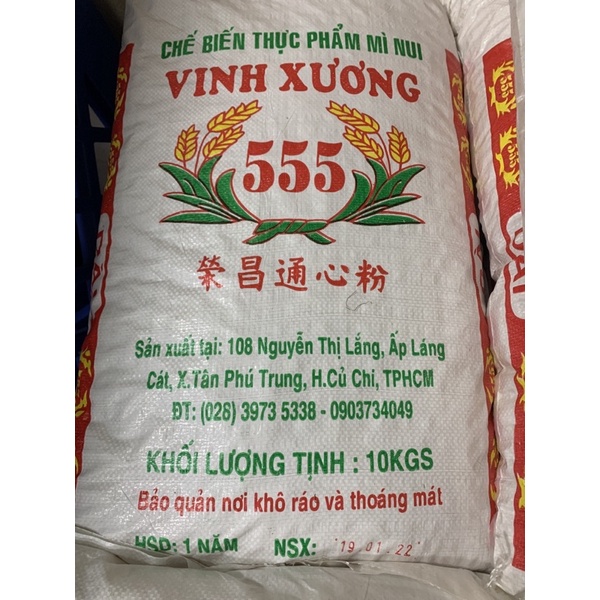 CHẾ BIẾN THỰC PHẨM MÌ NUI
VINH XƯƠNG
555
榮昌通心粉
Sản xuất tại: 108 Nguyễn Thị Lắng, Ấp Láng
Cát, X.Tân Phú Trung, H.Củ Chi, TPHCM
ĐT: (028) 3973 5338 - 0903734049
KHỐI LƯỢNG TỊNH : 10KGS
Bảo quản nơi khô ráo và thoáng mát
HSD: 1 NĂM NSX: 19 01 22